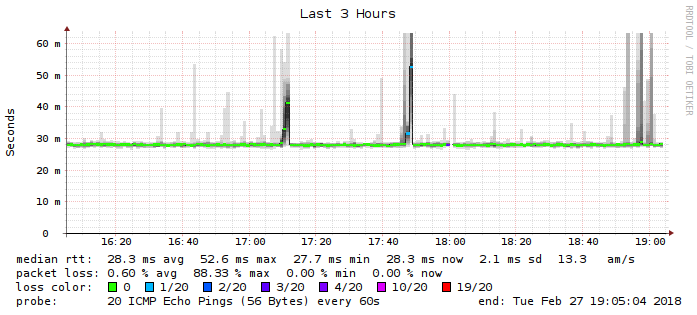 Last 3 Hours
RRDTOOL / TOBI OETIKER
Seconds
60 m
50 m
40 m
30 m
20 m
10 m
0
16:20 16:40 17:00 17:20 17:40 18:00 18:20 18:40 19:00
median rtt: 28.3 ms avg 52.6 ms max 27.7 ms min 28.3 ms now 2.1 ms sd 13.3 am/s
packet loss: 0.60 % avg 88.33 % max 0.00 % min 0.00 % now
loss color: 0 1/20 2/20 3/20 4/20 10/20 19/20
probe: 20 ICMP Echo Pings (56 Bytes) every 60s end: Tue Feb 27 19:05:04 2018